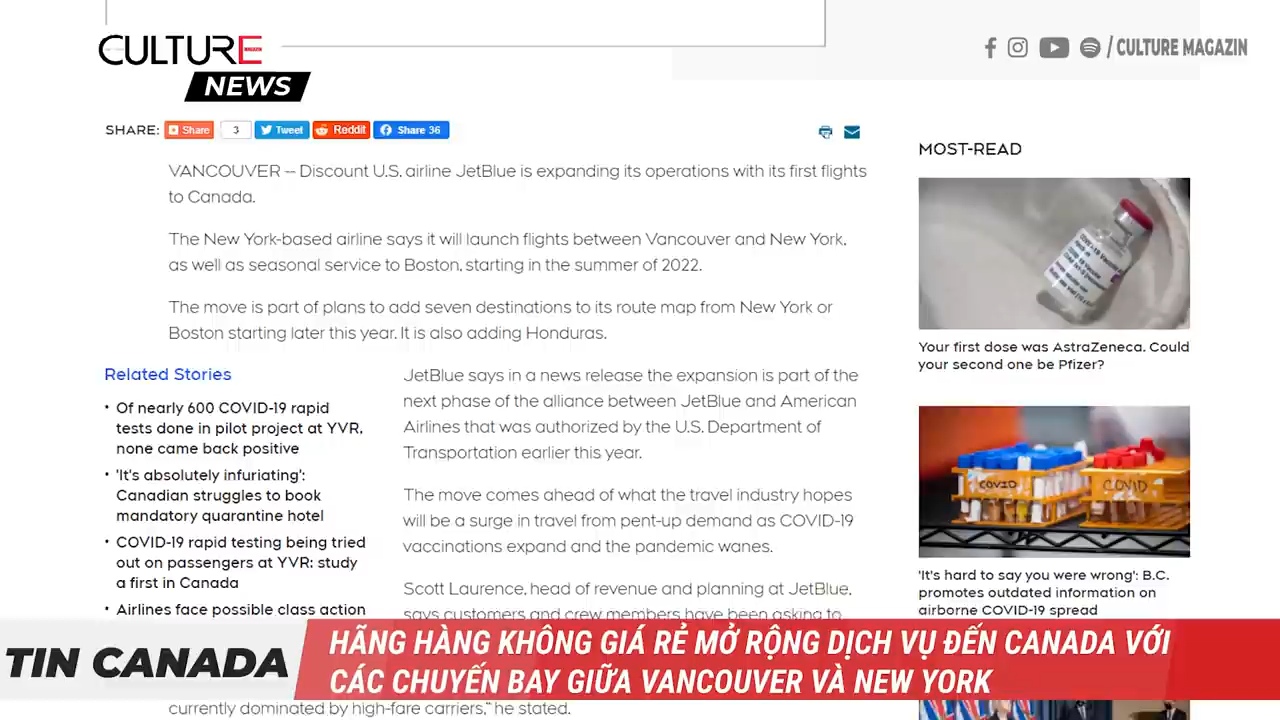 CULTURE
NEWS
/ CULTURE MAGAZIN
SHARE:
Share
3
Tweet
Reddit
Share 36
VANCOUVER -- Discount U.S. airline JetBlue is expanding its operations with its first flights
to Canada.
The New York-based airline says it will launch flights between Vancouver and New York,
as well as seasonal service to Boston, starting in the summer of 2022.
The move is part of plans to add seven destinations to its route map from New York or
Boston starting later this year. It is also adding Honduras.
Related Stories
• Of nearly 600 COVID-19 rapid
tests done in pilot project at YVR,
none came back positive
• 'It's absolutely infuriating':
Canadian struggles to book
mandatory quarantine hotel
• COVID-19 rapid testing being tried
out on passengers at YVR: study
a first in Canada
• Airlines face possible class action
JetBlue says in a news release the expansion is part of the
next phase of the alliance between JetBlue and American
Airlines that was authorized by the U.S. Department of
Transportation earlier this year.
The move comes ahead of what the travel industry hopes
will be a surge in travel from pent-up demand as COVID-19
vaccinations expand and the pandemic wanes.
Scott Laurence, head of revenue and planning at JetBlue,
says customers and crew members have been asking to
currently dominated by high-fare carriers," he stated.
MOST-READ
Your first dose was AstraZeneca. Could
your second one be Pfizer?
COVID
COVID
'It's hard to say you were wrong': B.C.
promotes outdated information on
airborne COVID-19 spread
TIN CANADA
HÃNG HÀNG KHÔNG GIÁ RẺ MỞ RỘNG DỊCH VỤ ĐẾN CANADA VỚI
CÁC CHUYẾN BAY GIỮA VANCOUVER VÀ NEW YORK